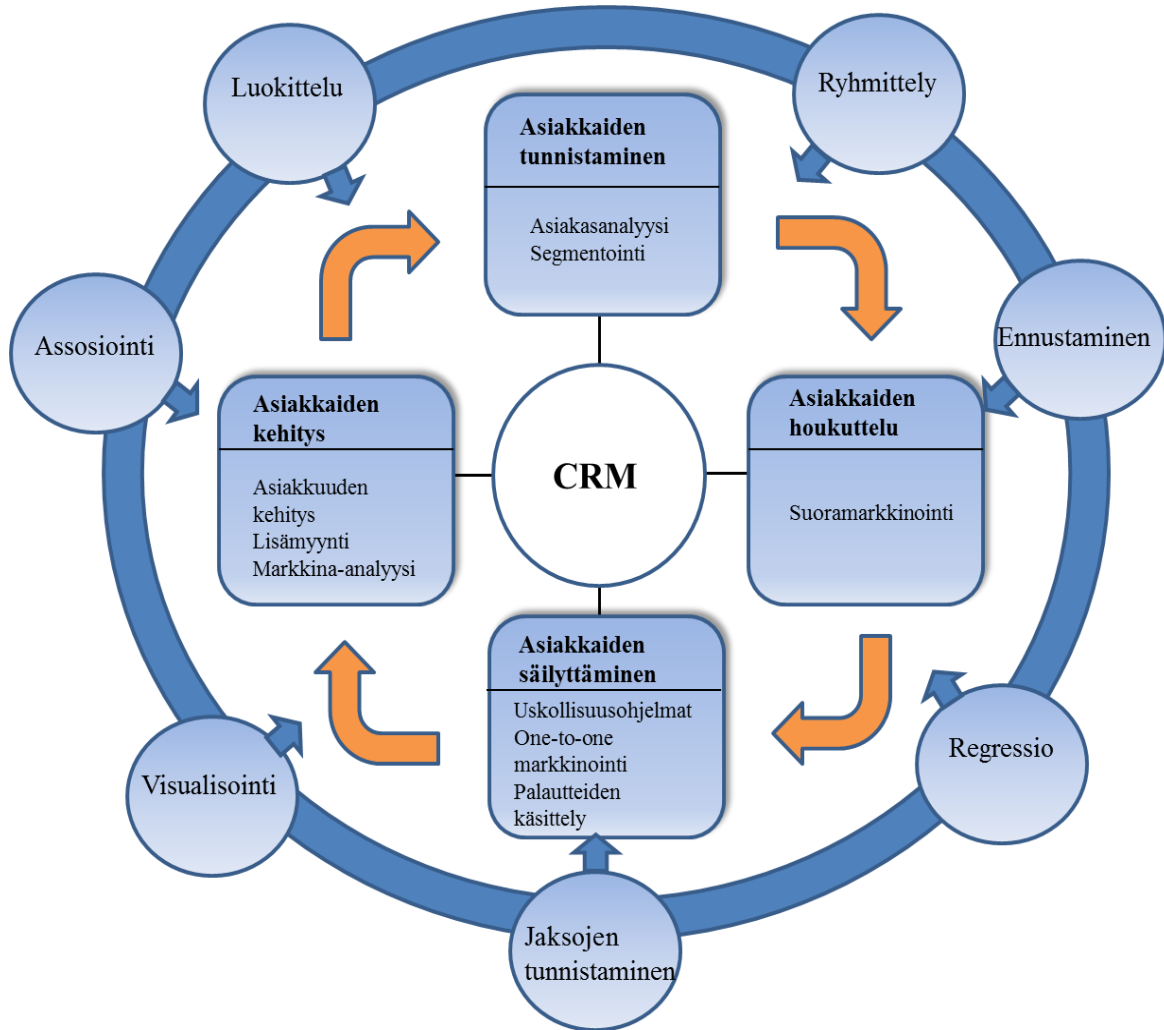 Luokittelu
Ryhmittely
Asiakkaiden
tunnistaminen
Asiakasanalyysi
Segmentointi
Assosiointi
Ennustaminen
Asiakkaiden
kehitys
Asiakkuuden
kehitys
Lisämyynti
Markkina-analyysi
CRM
Asiakkaiden
houkuttelu
Suoramarkkinointi
Asiakkaiden
säilyttäminen
Uskollisuusohjelmat
One-to-one
markkinointi
Palautteiden
käsittely
Visualisointi
Regressio
Jaksojen
tunnistaminen